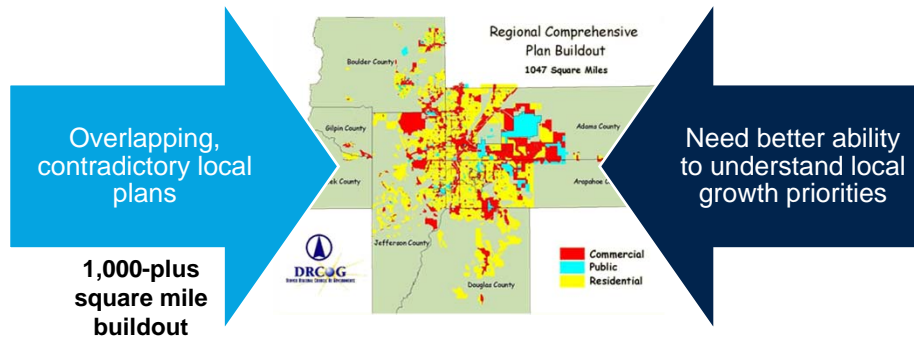 Overlapping,
contradictory local
plans
1,000-plus
square mile
buildout
Regional Comprehensive
Plan Buildout
1047 Square Miles
Boulder County
Gilpin County
Adams County
County
Arapahoe
Jefferson County
Douglas County
DRCOG
Commercial
Public
Residential
Need better ability
to understand local
growth priorities